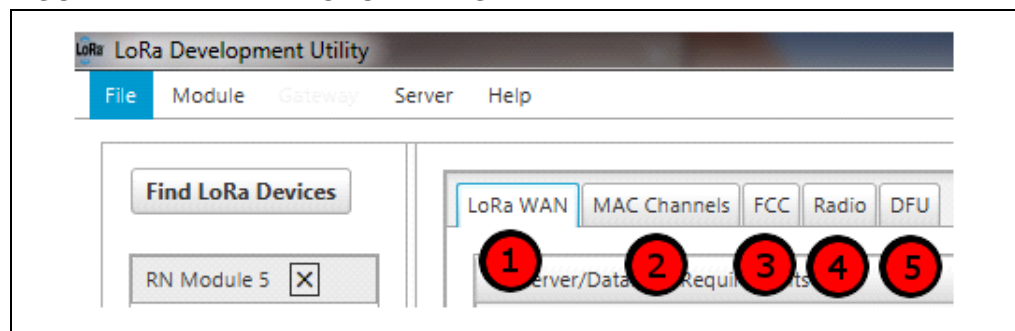 LoRa LoRa Development Utility
File Module Gateway Server Help
Find LoRa Devices
LoRa WAN MAC Channels FCC Radio DFU
1 2 3 4 5
RN Module 5 X